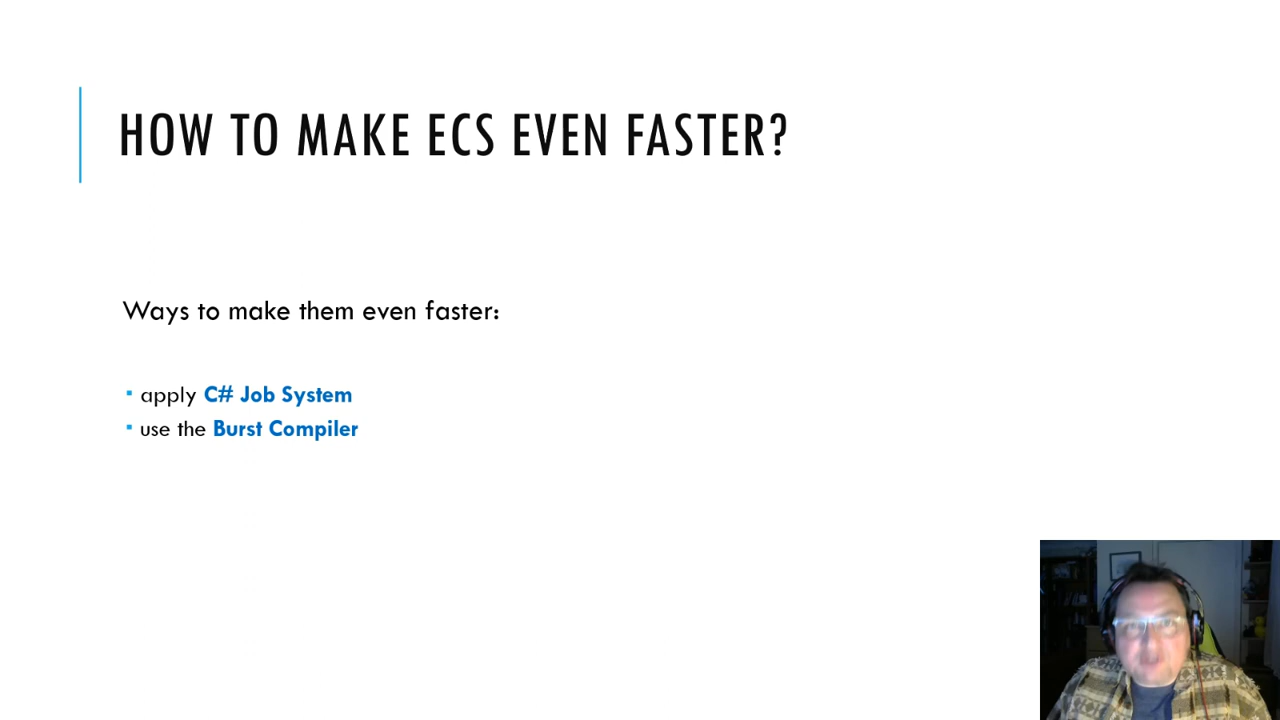 HOW TO MAKE ECS EVEN FASTER?
Ways to make them even faster:
▪ apply C# Job System
▪ use the Burst Compiler